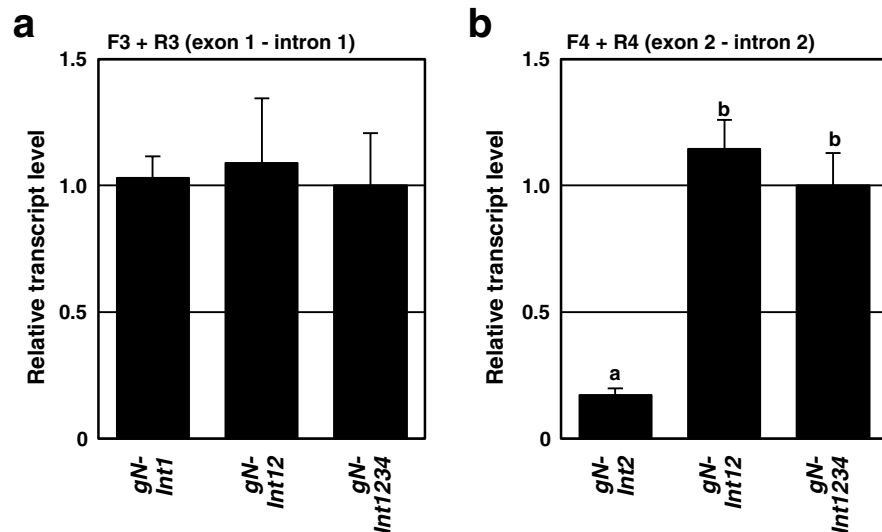 a
F3 + R3 (exon 1 - intron 1)
Relative transcript level
1.5
1.0
0.5
0
gN-
Int1
gN-
Int12
gN-
Int1234
b
F4 + R4 (exon 2 - intron 2)
Relative transcript level
1.5
1.0
0.5
0
a
b
b
gN-
Int2
gN-
Int12
gN-
Int1234